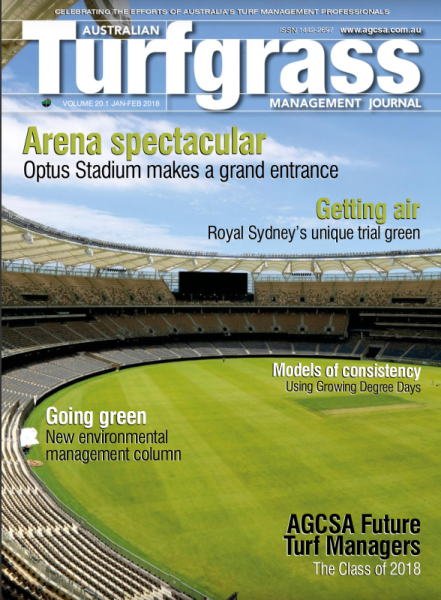 CELEBRATING THE EFFORTS OF AUSTRALIA'S TURF MANAGEMENT PROFESSIONALS
AUSTRALIAN
ISSN 1442-2697 www.agcsa.com.au
Turfgrass
VOLUME 20.1 JAN-FEB 2018
MANAGEMENT JOURNAL
Arena spectacular
Optus Stadium makes a grand entrance
Getting air
Royal Sydney's unique trial green
Models of consistency
Using Growing Degree Days
Going green
New environmental
management column
AGCSA Future
Turf Managers
The Class of 2018